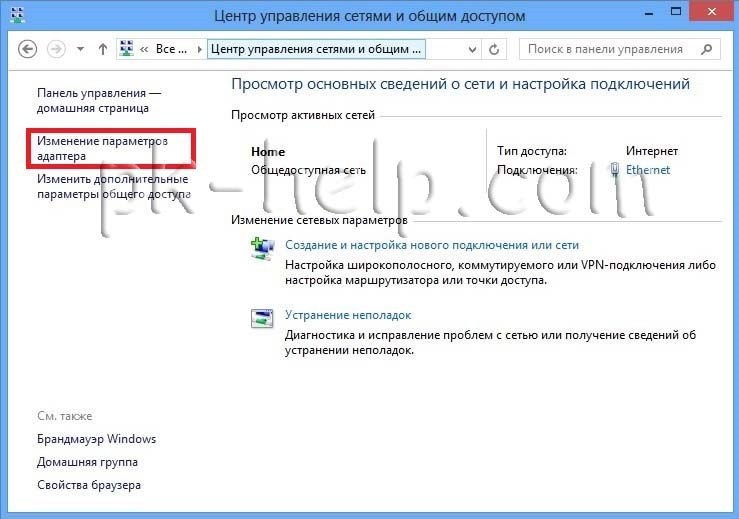 Центр управления сетями и общим доступом
Все ...
Центр управления сетями и общим ...
Поиск в панели управления
Панель управления —
домашняя страница
Изменение параметров
адаптера
Изменить дополнительные
параметры общего доступа
Просмотр основных сведений о сети и настройка подключений
Просмотр активных сетей
Home
Общедоступная сеть
Тип доступа: Интернет
Подключения: Ethernet
pk-help.com
Изменение сетевых параметров
Создание и настройка нового подключения или сети
Настройка широкополосного, коммутируемого или VPN-подключения либо
настройка маршрутизатора или точки доступа.
Устранение неполадок
Диагностика и исправление проблем с сетью или получение сведений об
устранении неполадок.
См. также
Брандмауэр Windows
Домашняя группа
Свойства браузера